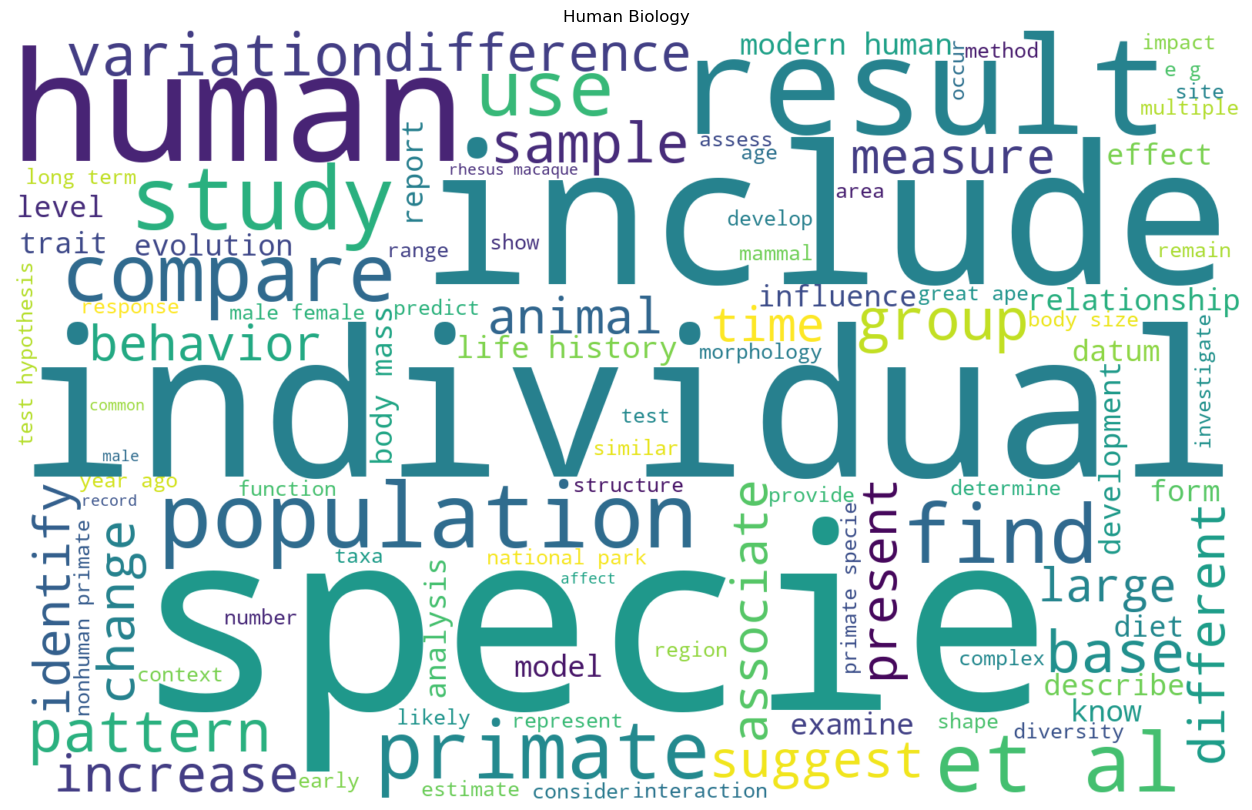 Human Biology
variation
difference
modern human
method
impact
human
use
result
occur
e g
site
multiple
sample
assess
age
measure
effect
report
rhesus macaque
include
area
long term
study
level
develop
trait
evolution
range
show
mammal
remain
compare
influence
great ape
relationship
test hypothesis
response
male female
predict
animal
time
group
body size
behavior
body mass
life history
morphology
datum
investigate
individual
common
test
similar
development
male
year ago
record
function
structure
provide
determine
form
identify
nonhuman primate
change
population
associate
primate specie
present
find
different
taxa
national park
affect
analysis
specie
large
number
region
complex
diet
base
context
model
describe
pattern
likely
represent
examine
shape
diversity
know
primate
suggest
et al
increase
early
estimate
consider
interaction